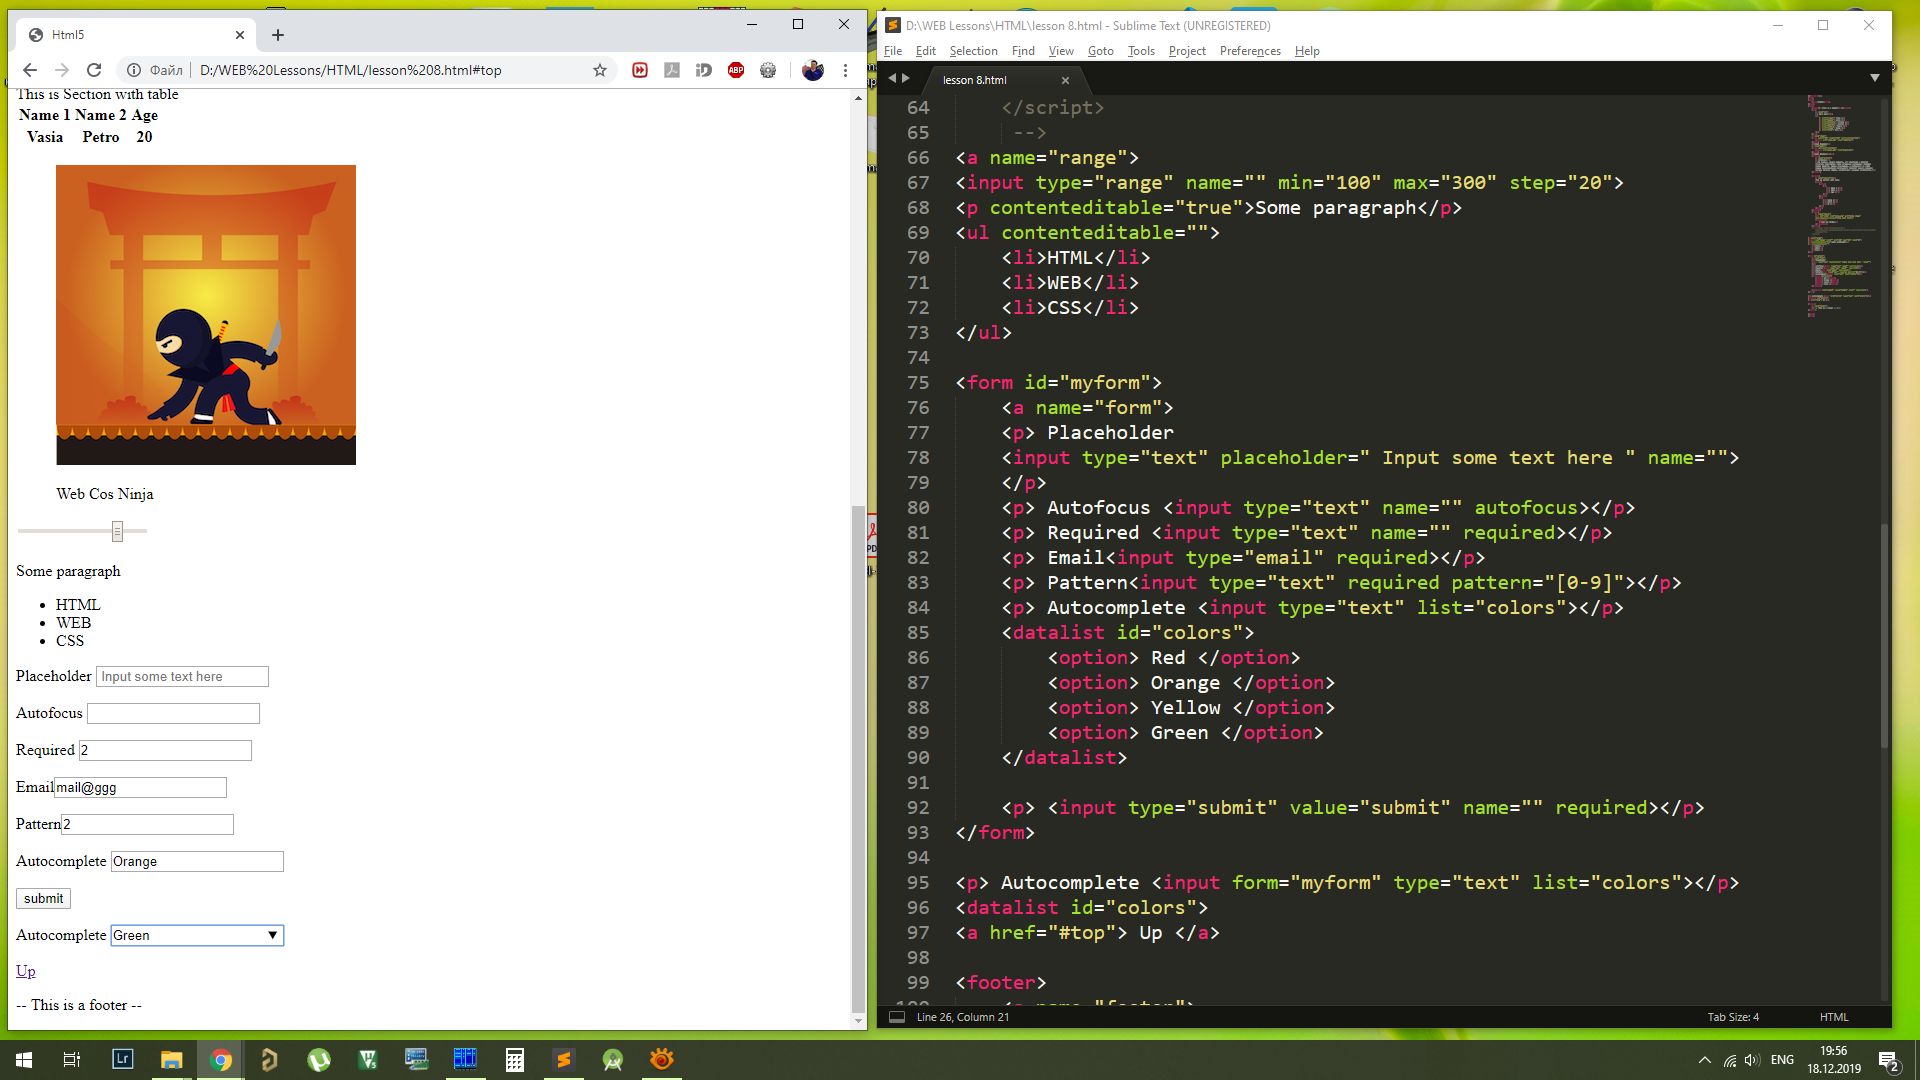 Html5
Файл
D:/WEB%20Lessons/HTML/lesson%208.html#top
ABP
This is Section with table
Name 1 Name 2 Age
Vasia Petro 20
Web Cos Ninja
Some paragraph
HTML
WEB
CSS
Placeholder Input some text here
Autofocus
Required 2
Email mail@ggg
Pattern 2
Autocomplete Orange
submit
Autocomplete Green
Up
-- This is a footer --
D:\WEB Lessons\HTML\lesson 8.html - Sublime Text (UNREGISTERED)
File Edit Selection Find View Goto Tools Project Preferences Help
lesson 8.html
64 </script>
65 -->
66 <a name="range">
67 <input type="range" name="" min="100" max="300" step="20">
68 <p contenteditable="true">Some paragraph</p>
69 <ul contenteditable="">
70 <li>HTML</li>
71 <li>WEB</li>
72 <li>CSS</li>
73 </ul>
74
75 <form id="myform">
76 <a name="form">
77 <p> Placeholder
78 <input type="text" placeholder=" Input some text here " name="">
79 </p>
80 <p> Autofocus <input type="text" name="" autofocus></p>
81 <p> Required <input type="text" name="" required></p>
82 <p> Email<input type="email" required></p>
83 <p> Pattern<input type="text" required pattern="[0-9]"></p>
84 <p> Autocomplete <input type="text" list="colors"></p>
85 <datalist id="colors">
86 <option> Red </option>
87 <option> Orange </option>
88 <option> Yellow </option>
89 <option> Green </option>
90 </datalist>
91
92 <p> <input type="submit" value="submit" name="" required></p>
93 </form>
94
95 <p> Autocomplete <input form="myform" type="text" list="colors"></p>
96 <datalist id="colors">
97 <a href="#top"> Up </a>
98
99 <footer>
100 <a name="footer">
Line 26, Column 21
Tab Size: 4
HTML
Lr
ENG
19:56
18.12.2019
2